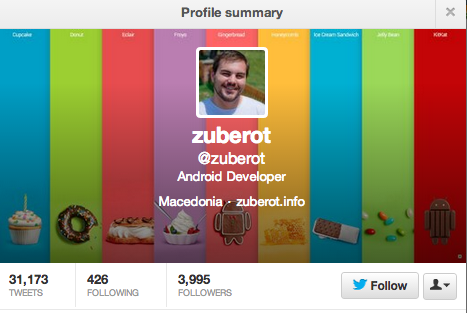 Profile summary
Cupcake Donut Eclair Froyo Gingerbread Honeycomb Ice Cream Sandwich Jelly Bean KitKat
zuberot
@zuberot
Android Developer
Macedonia · zuberot.info
31,173 426 3,995
TWEETS FOLLOWING FOLLOWERS
Follow